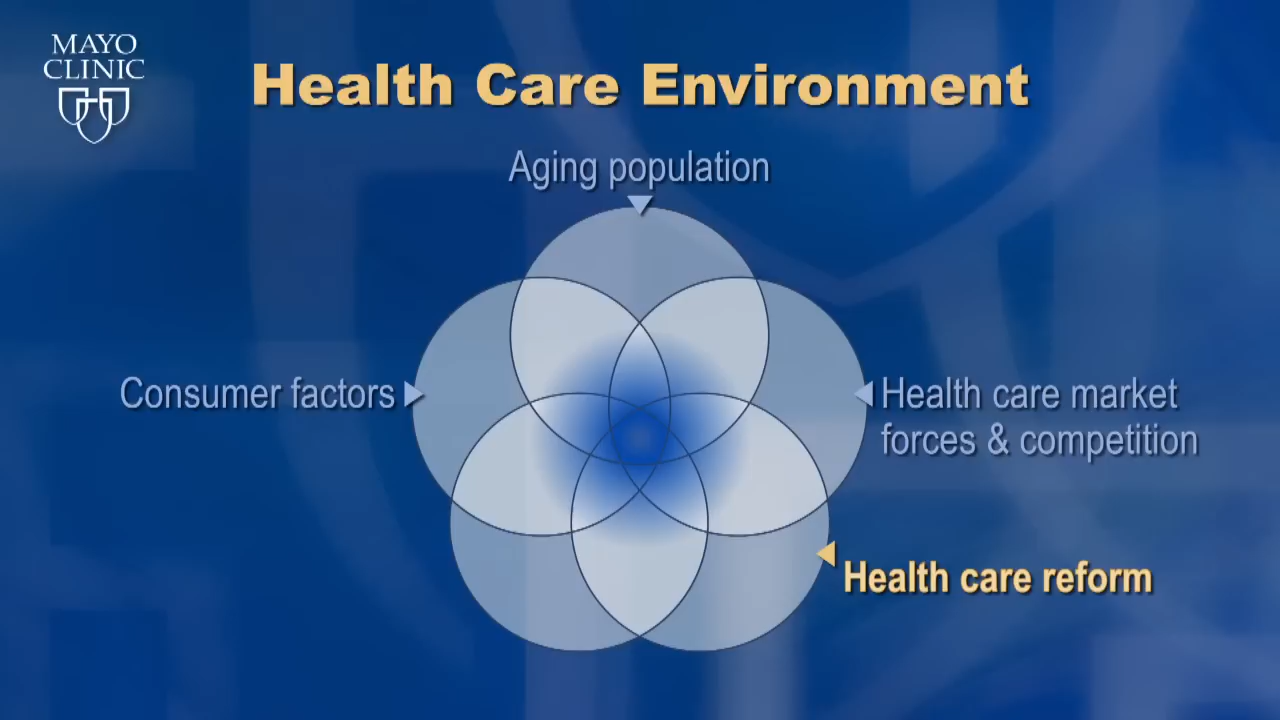 MAYO
CLINIC
Health Care Environment
Aging population
Consumer factors
Health care market
forces & competition
Health care reform